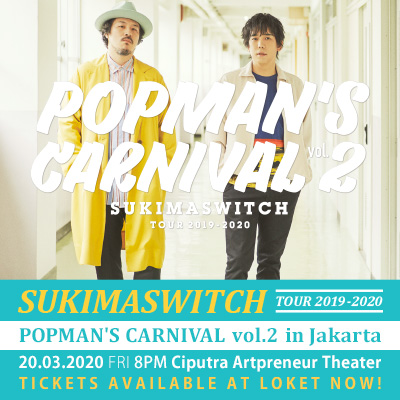 POPMAN'S
CARNIVAL VOL.2
SUKIMASWITCH
TOUR 2019-2020
SUKIMASWITCH TOUR 2019-2020
POPMAN'S CARNIVAL vol.2 in Jakarta
20.03.2020 FRI 8PM Ciputra Artpreneur Theater
TICKETS AVAILABLE AT LOKET NOW!